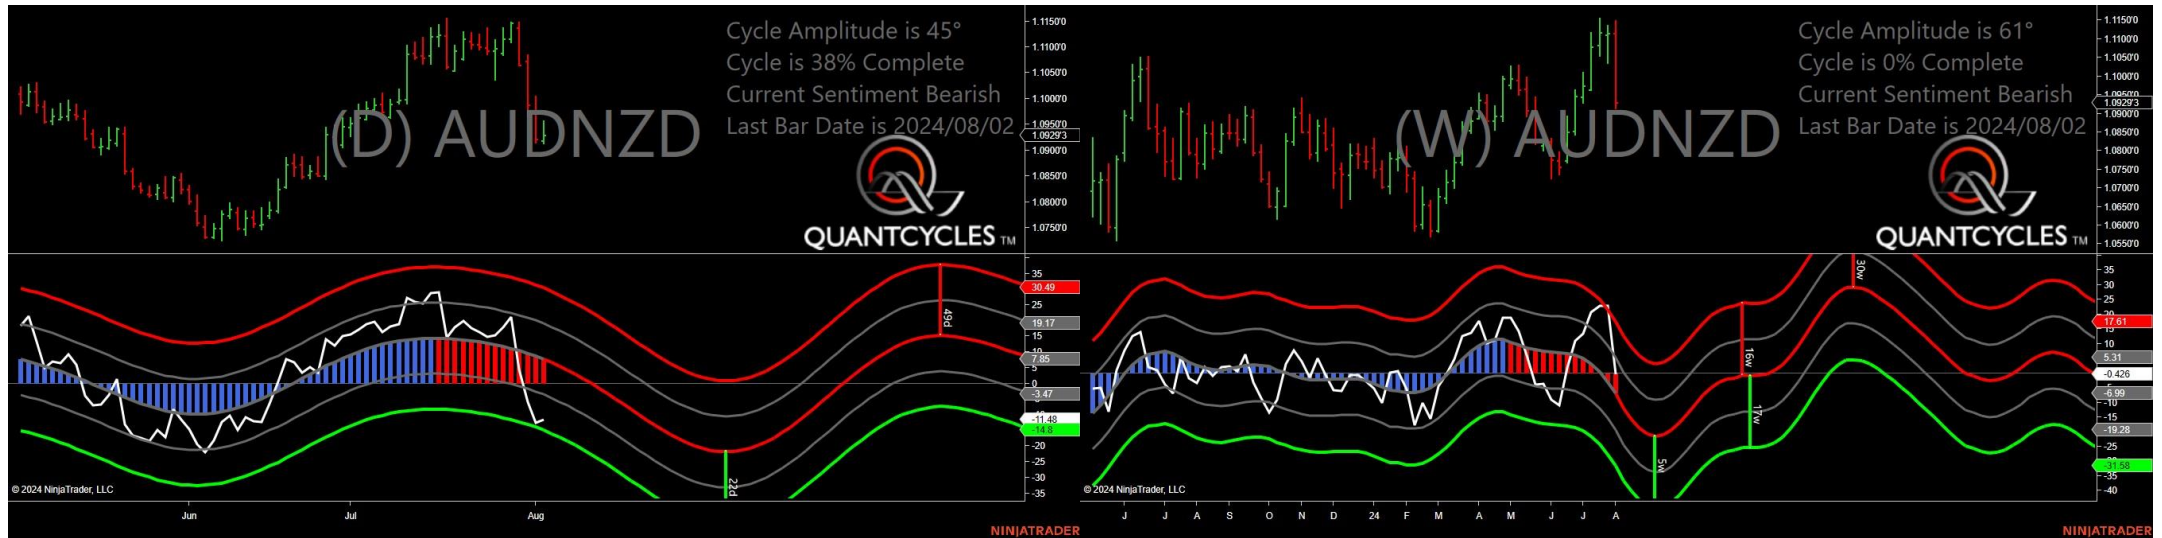 Cycle Amplitude is 45°
Cycle is 38% Complete
Current Sentiment Bearish
Last Bar Date is 2024/08/02
(D) AUDNZD
QUANTCYCLES TM
1.1150'0
1.1100'0
1.1050'0
1.1000'0
1.0950'0
1.0929'3
1.0900'0
1.0850'0
1.0800'0
1.0750'0
35
30.49
25
19.17
15
10
7.85
5
0
-3.47
-11.48
-14.8
-20
-25
-30
-35
49d
22d
© 2024 NinjaTrader, LLC
Jun
Jul
Aug
NINJATRADER
Cycle Amplitude is 61°
Cycle is 0% Complete
Current Sentiment Bearish
Last Bar Date is 2024/08/02
(W) AUDNZD
QUANTCYCLES TM
1.1150'0
1.1100'0
1.1050'0
1.1000'0
1.0950'0
1.0929'3
1.0900'0
1.0850'0
1.0800'0
1.0750'0
1.0700'0
1.0650'0
1.0600'0
1.0550'0
35
30
25
17.61
10
5.31
-0.426
-6.99
-10
-15
-19.28
-25
-31.58
-35
-40
30w
16w
17w
5w
© 2024 NinjaTrader, LLC
J
J
A
S
O
N
D
24
F
M
A
M
J
J
A
NINJATRADER